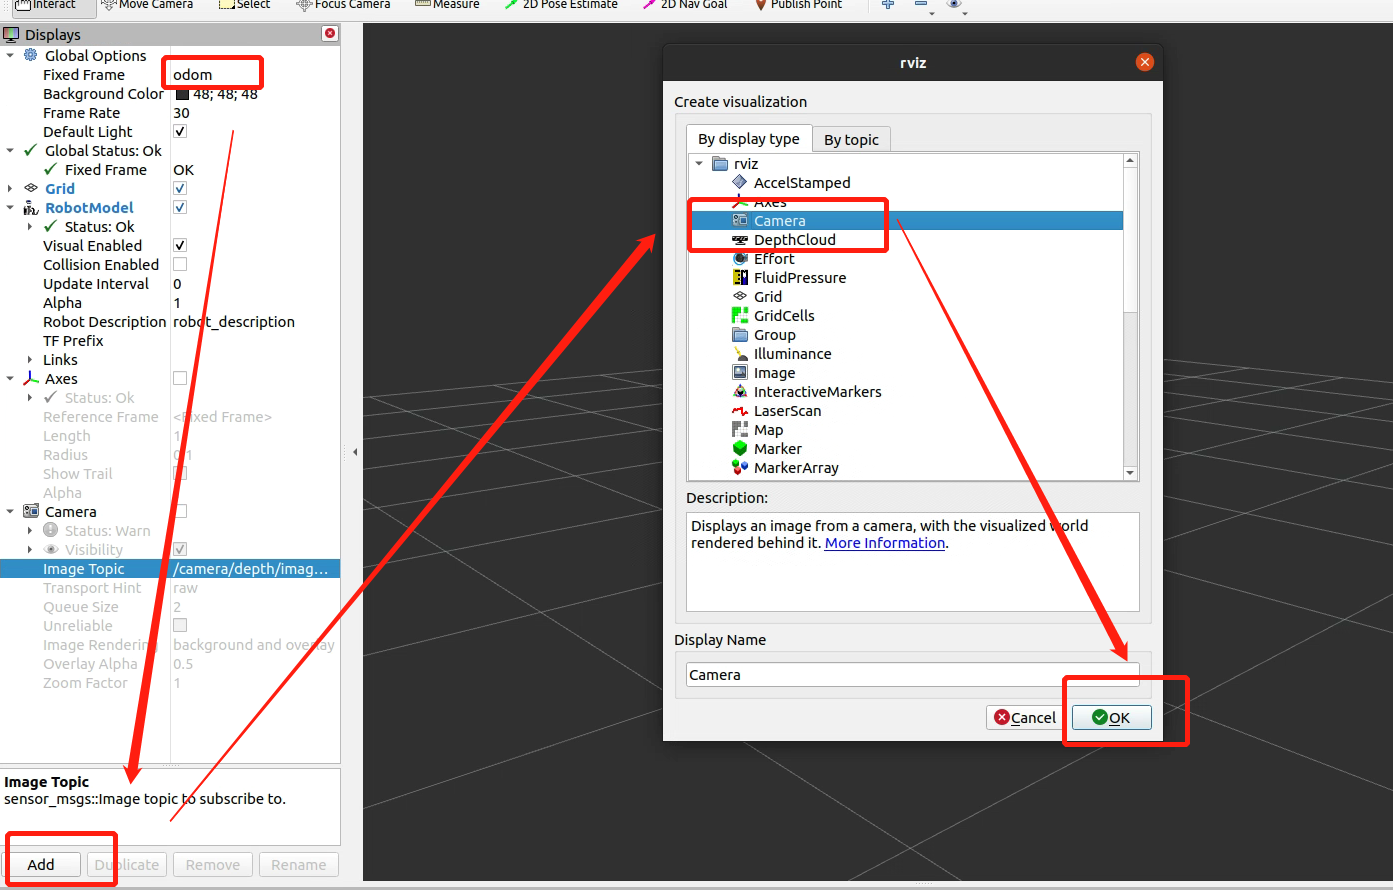 Interact Move Camera Select Focus Camera Measure 2D Pose Estimate 2D Nav Goal Publish Point
Displays
Global Options
Fixed Frame odom
Background Color 48; 48; 48
Frame Rate 30
Default Light
Global Status: Ok
Fixed Frame OK
Grid
RobotModel
Status: Ok
Visual Enabled
Collision Enabled
Update Interval 0
Alpha 1
Robot Description robot_description
TF Prefix
Links
Axes
Status: Ok
Reference Frame <Fixed Frame>
Length 1
Radius 0.1
Show Trail
Alpha
Camera
Status: Warn
Visibility
Image Topic /camera/depth/imag...
Transport Hint raw
Queue Size 2
Unreliable
Image Rendering background and overlay
Overlay Alpha 0.5
Zoom Factor 1
Image Topic
sensor_msgs::Image topic to subscribe to.
Add Duplicate Remove Rename
rviz
Create visualization
By display type By topic
rviz
AccelStamped
Axes
Camera
DepthCloud
Effort
FluidPressure
Grid
GridCells
Group
Illuminance
Image
InteractiveMarkers
LaserScan
Map
Marker
MarkerArray
Description:
Displays an image from a camera, with the visualized world
rendered behind it. More Information.
Display Name
Camera
Cancel OK